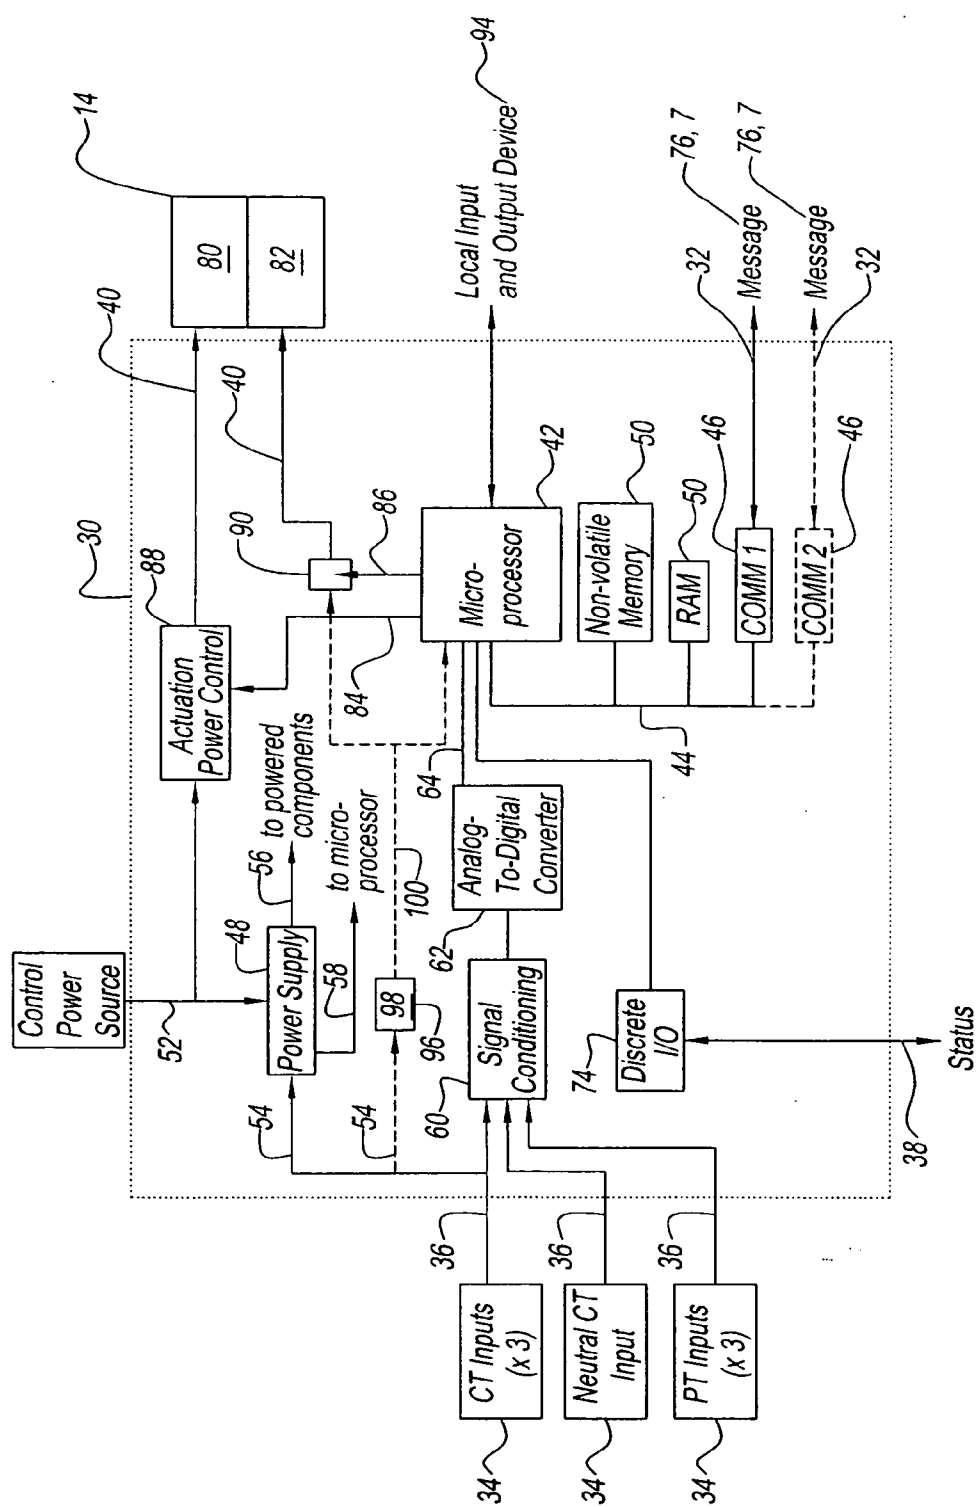 Control
Power
Source
52
54
48
Power Supply
56
to powered
components
58
to micro-
processor
88
Actuation
Power Control
30
40
14
80
82
40
90
86
84
54
98
96
100
60
Signal
Conditioning
62
Analog-
To-Digital
Converter
64
Micro-
processor
42
Local Input
and Output Device
94
Non-volatile
Memory
50
RAM
50
COMM 1
46
COMM 2
46
44
32
Message
76, 7
32
Message
76, 7
74
Discrete
I/O
38
Status
36
CT Inputs
(x 3)
34
36
Neutral CT
Input
34
36
PT Inputs
(x 3)
34